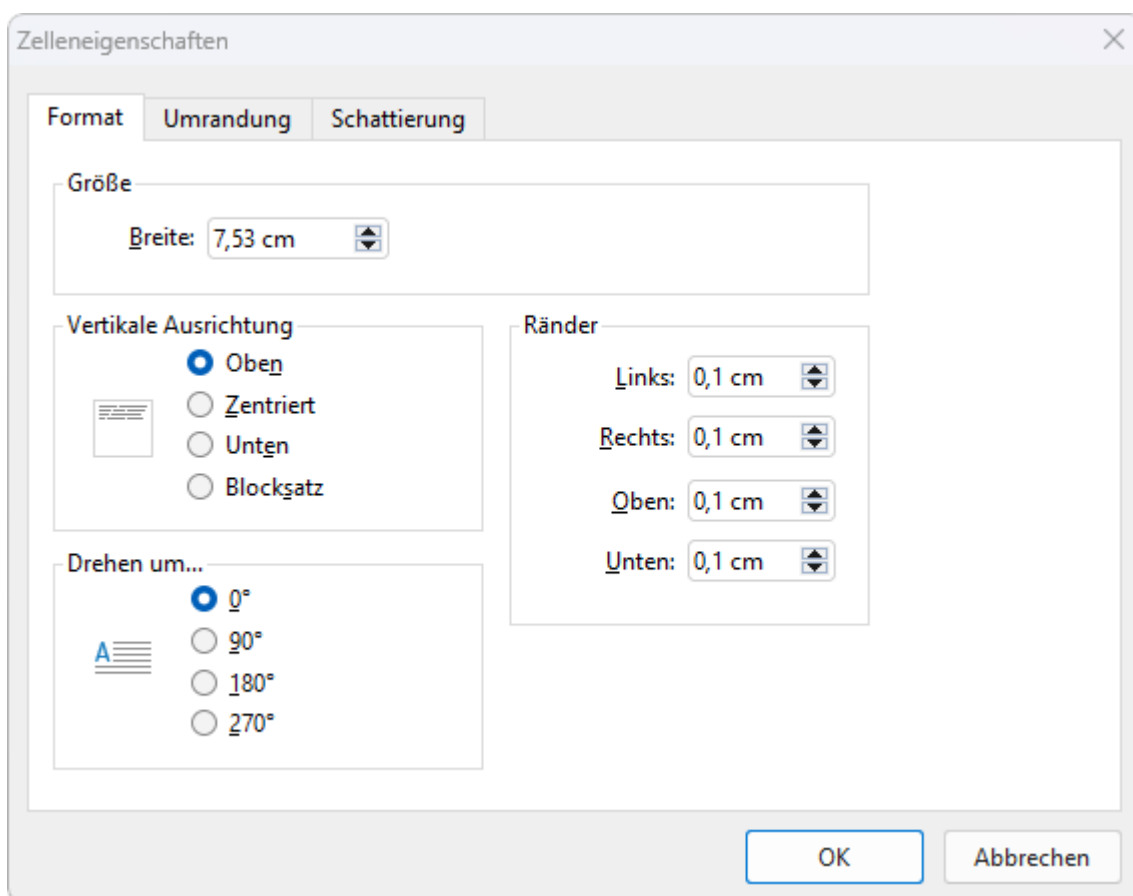 Zelleneigenschaften
Format Umrandung Schattierung
Größe
Breite: 7,53 cm
Vertikale Ausrichtung
Oben
Zentriert
Unten
Blocksatz
Ränder
Links: 0,1 cm
Rechts: 0,1 cm
Oben: 0,1 cm
Unten: 0,1 cm
Drehen um...
A
0°
90°
180°
270°
OK Abbrechen